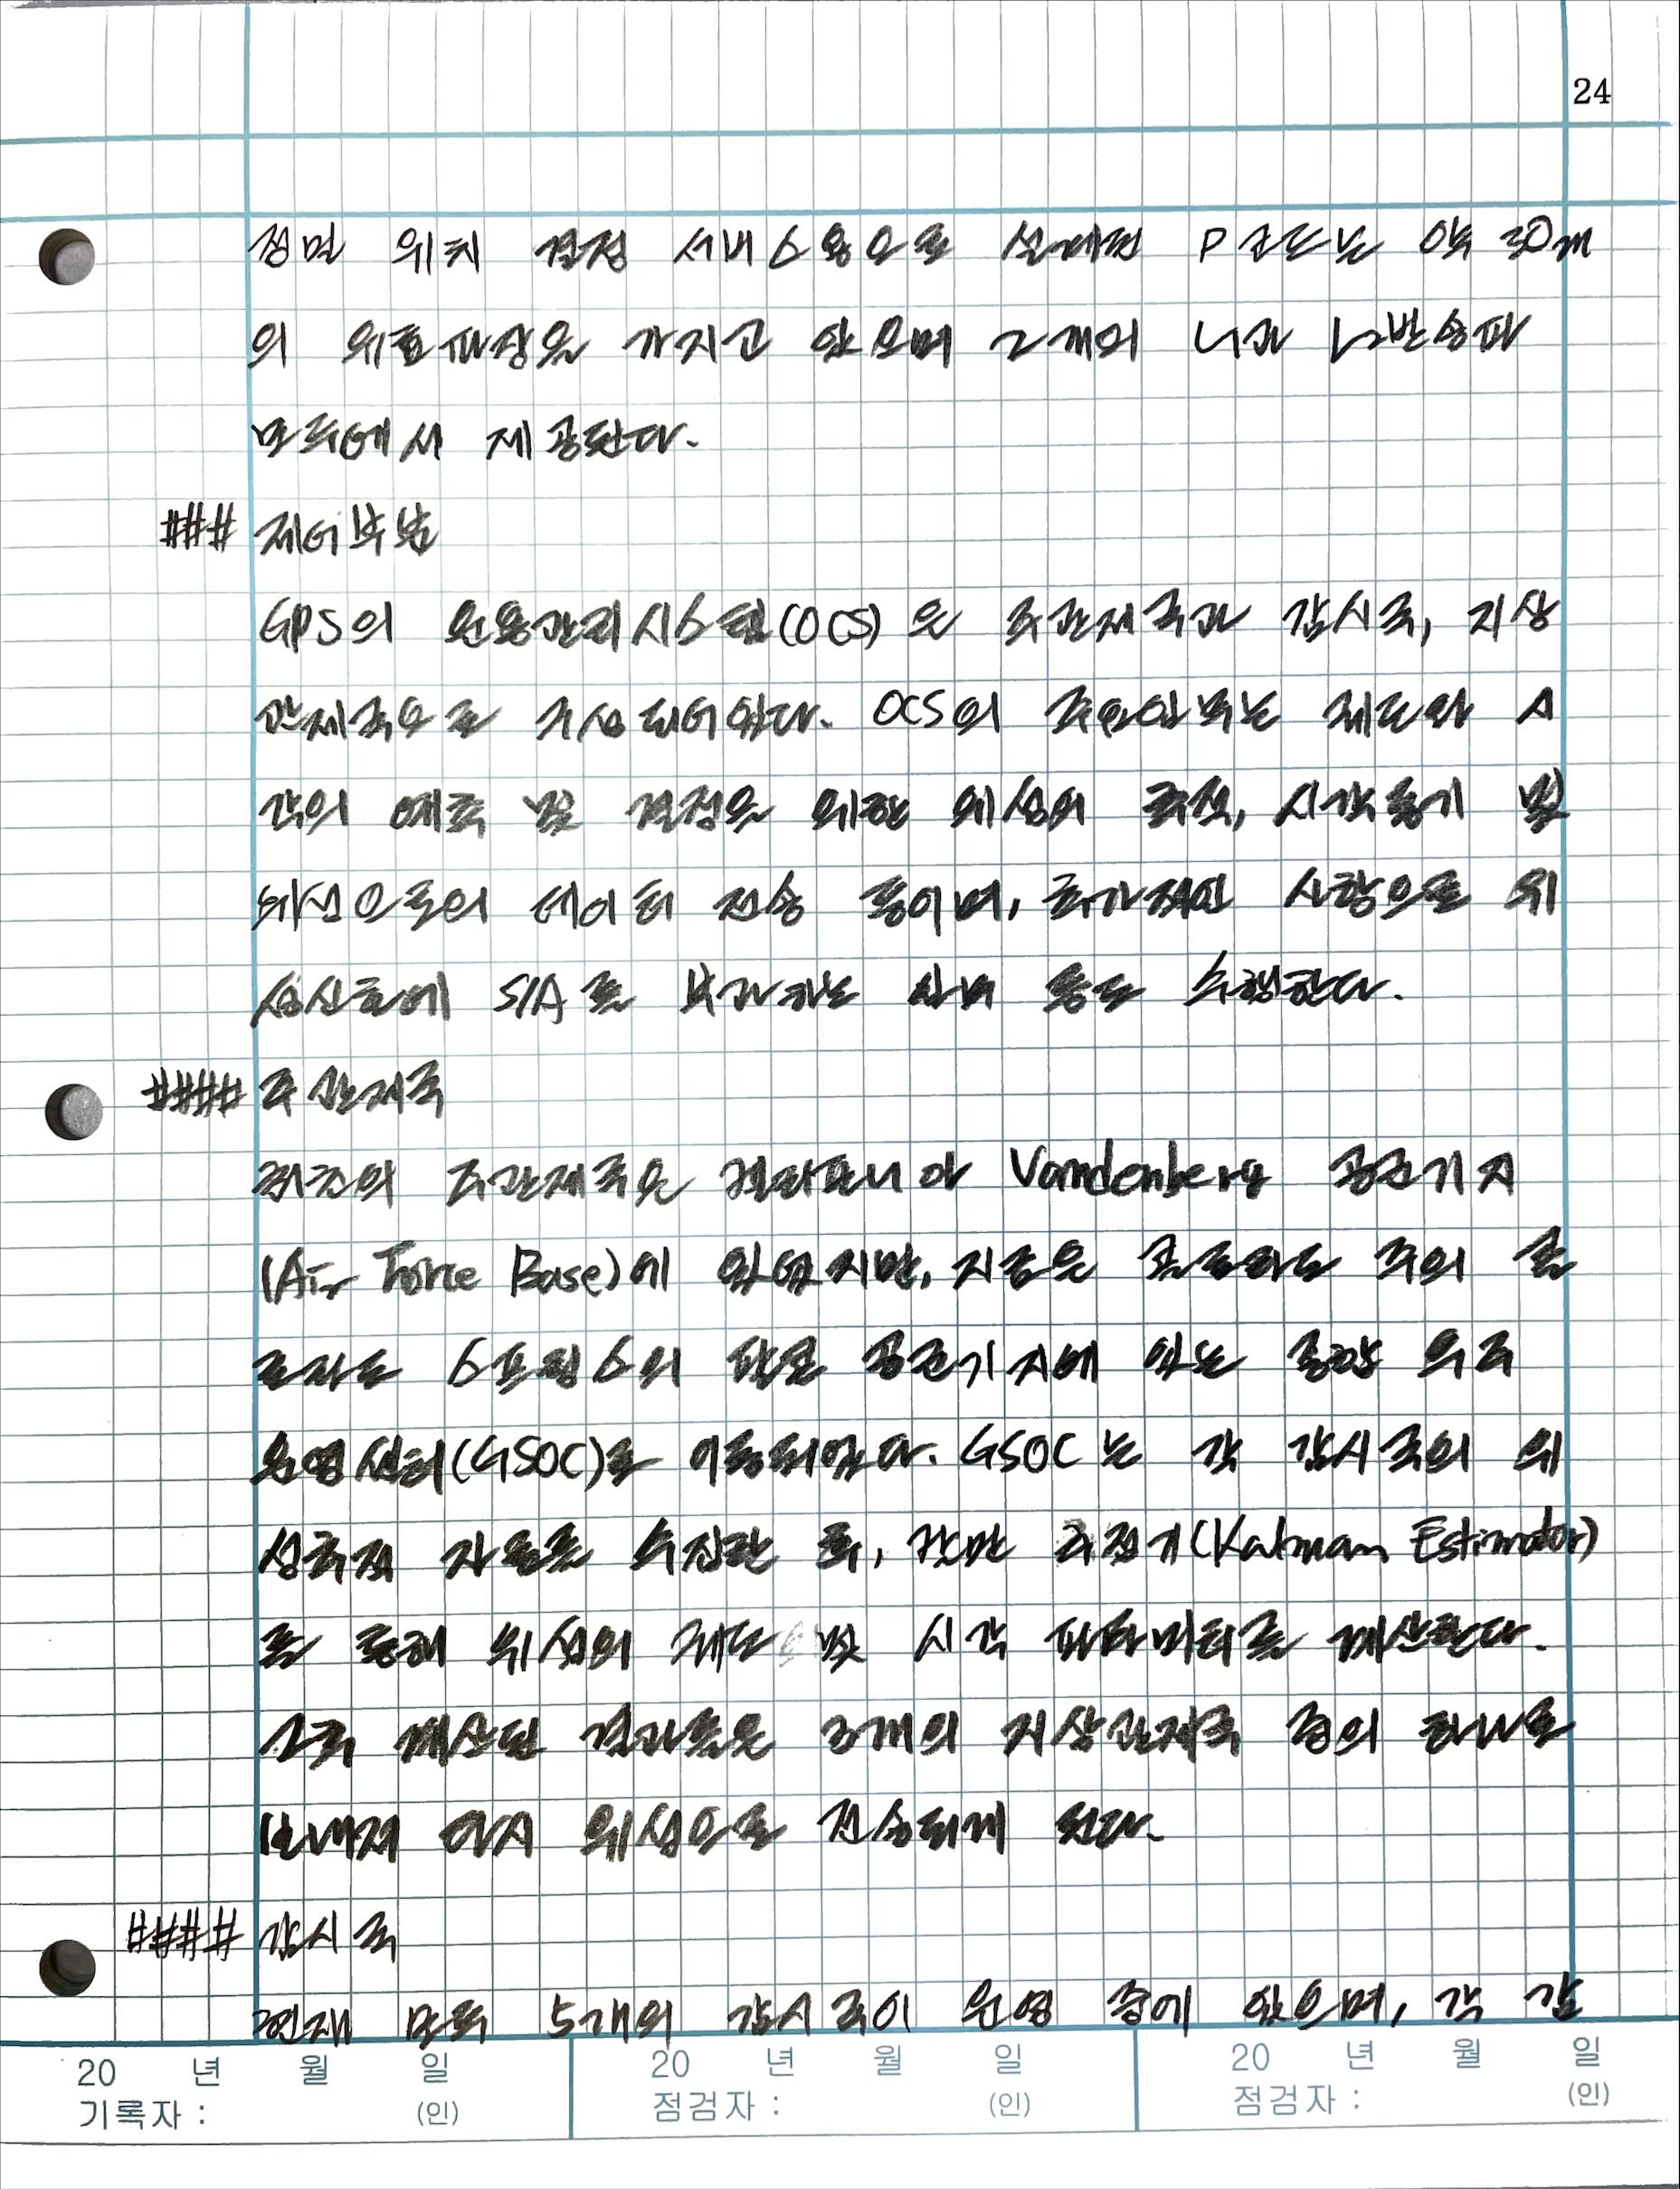 24
정밀 위치 결정 서비스용으로 설계된 P코드는 약 30m
의 유효파장을 가지고 있으며 2개의 L1과 L2반송파
모두에서 제공된다.
### 제어부분
GPS의 운용관리시스템(OCS)은 주관제국과 감시국, 지상
관제국으로 구성되어있다. OCS의 주요임무는 궤도와 시
각의 예측 및 결정을 위한 위성의 추적, 시각동기 및
위성으로의 데이터 전송 등이며, 추가적인 사항으로 위
성신호에 S/A를 부과하는 임무 등도 수행한다.
#### 주관제국
최초의 주관제국은 캘리포니아 Vandenberg 공군기지
(Air Force Base)에 있었지만, 지금은 콜로라도 주의 콜
로라도 스프링스의 팔콘 공군기지에 있는 통합 우주
운영센터(CSOC)로 이동되었다. CSOC는 각 감시국의 위
성추적 자료를 수집한 후, 칼만 추정기(Kalman Estimator)
를 통해 위성의 궤도 및 시각 파라미터를 계산한다.
그후 계산된 결과들은 3개의 지상관제국 중의 하나로
보내져 다시 위성으로 전송되게 된다.
#### 감시국
현재 모두 5개의 감시국이 운영 중에 있으며, 각 감
20 년 월 일 20 년 월 일 20 년 월 일
기록자 : (인) 점검자 : (인) 점검자 : (인)